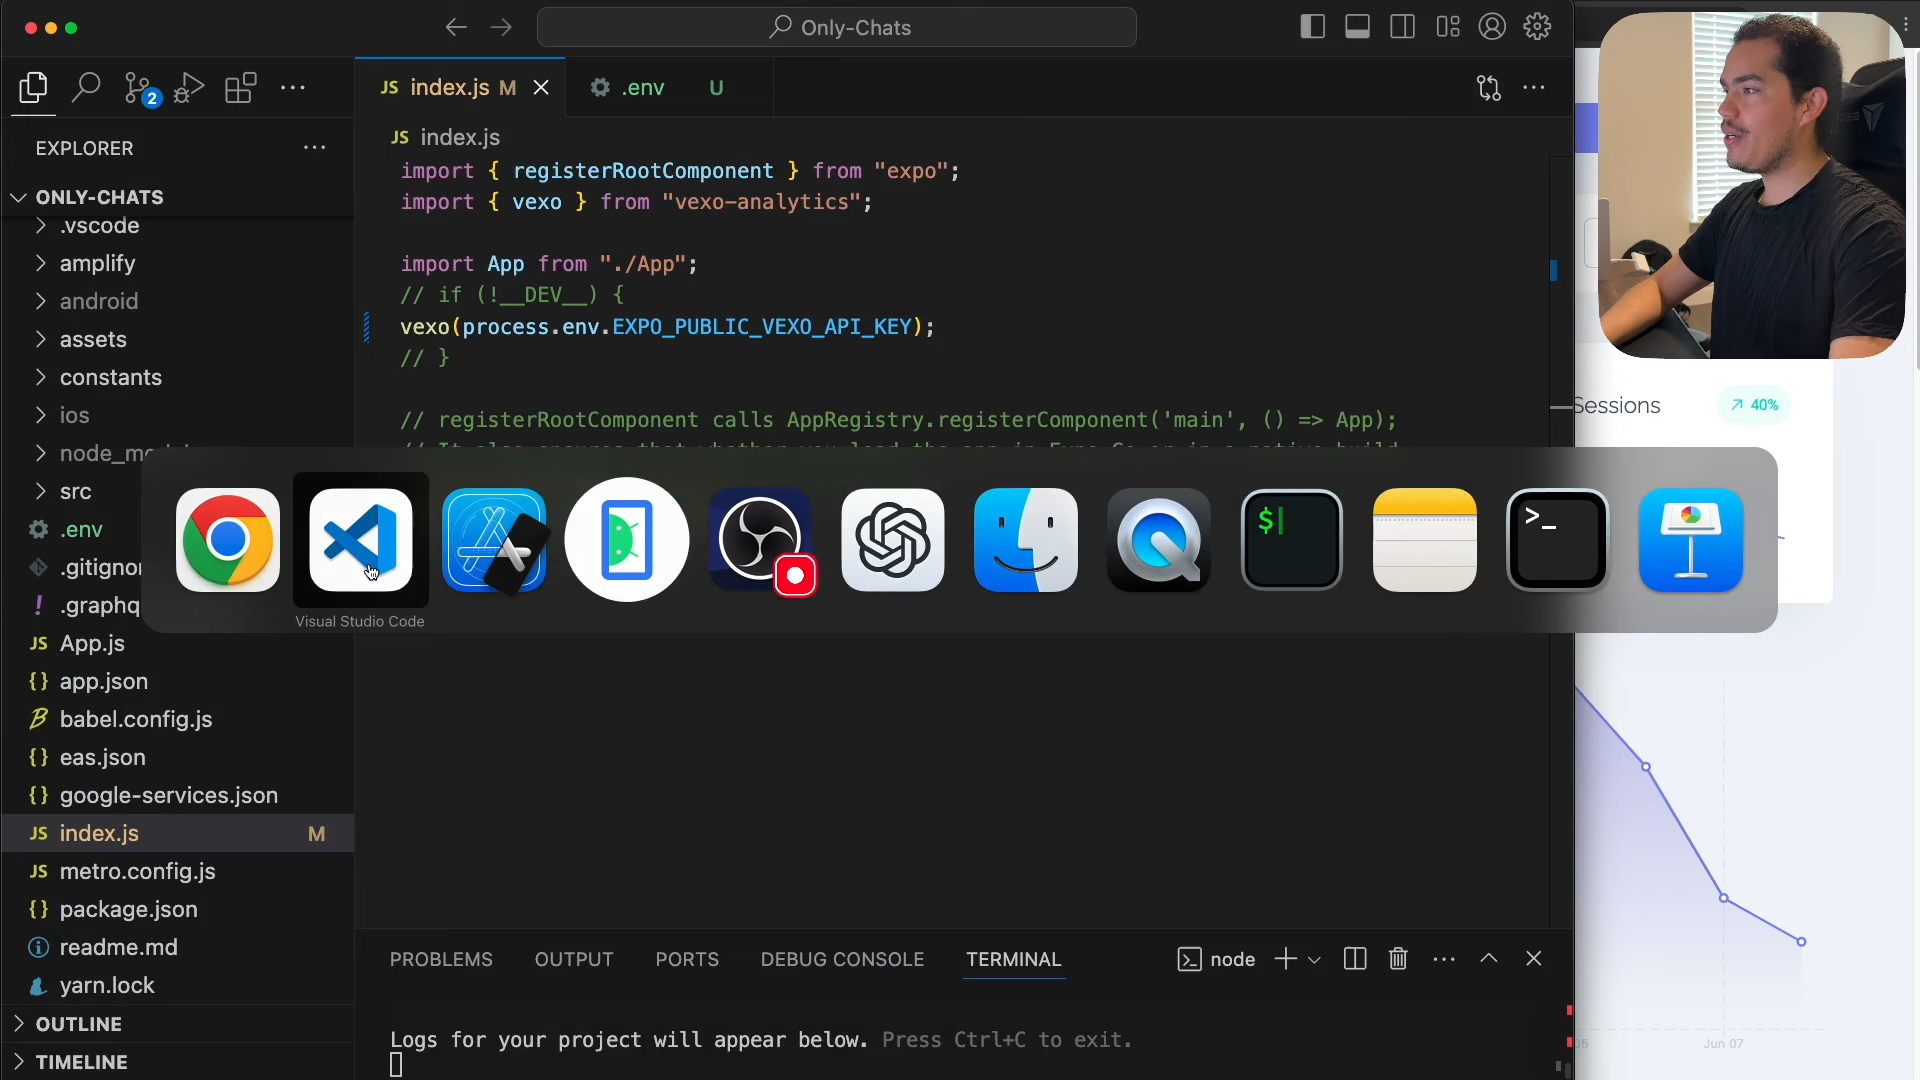 Only-Chats
2
JS index.js M
.env U
EXPLORER
JS index.js
ONLY-CHATS
.vscode
amplify
android
assets
constants
ios
src
.env
App.js
app.json
babel.config.js
eas.json
google-services.json
index.js M
metro.config.js
package.json
readme.md
yarn.lock
OUTLINE
TIMELINE
import { registerRootComponent } from "expo";
import { vexo } from "vexo-analytics";
import App from "./App";
// if (!__DEV__) {
vexo(process.env.EXPO_PUBLIC_VEXO_API_KEY);
// }
// registerRootComponent calls AppRegistry.registerComponent('main', () => App);
Visual Studio Code
$
>_
Sessions
40%
Jun 07
PROBLEMS OUTPUT PORTS DEBUG CONSOLE TERMINAL
node
Logs for your project will appear below. Press Ctrl+C to exit.